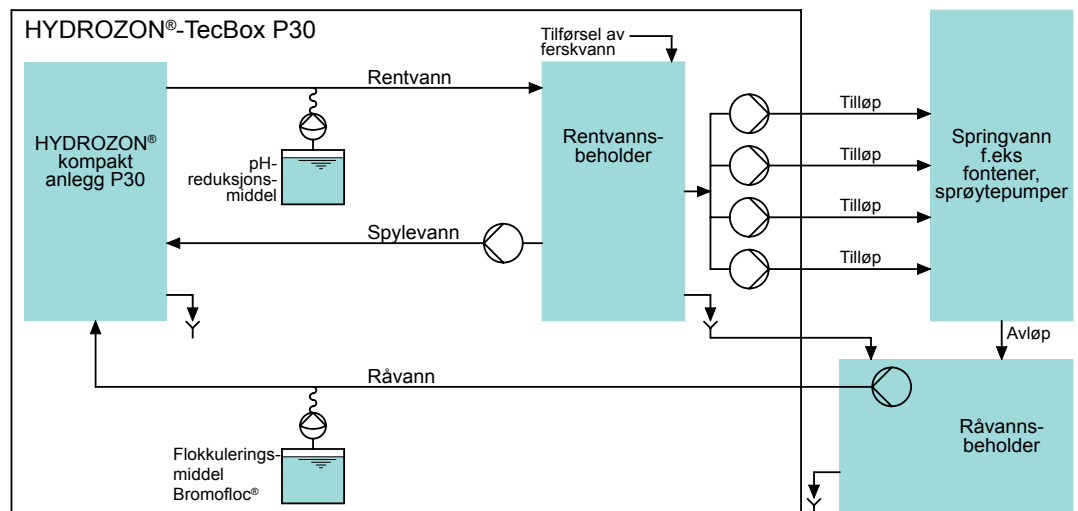 HYDROZON®-TecBox P30
Tilførsel av
ferskvann
Rentvann
HYDROZON®
kompakt
anlegg P30
pH-
reduksjons-
middel
Rentvanns-
beholder
Tilløp
Tilløp
Tilløp
Tilløp
Springvann
f.eks
fontener,
sprøytepumper
Spylevann
Avløp
Råvann
Råvanns-
beholder
Flokkulerings-
middel
Bromofloc®